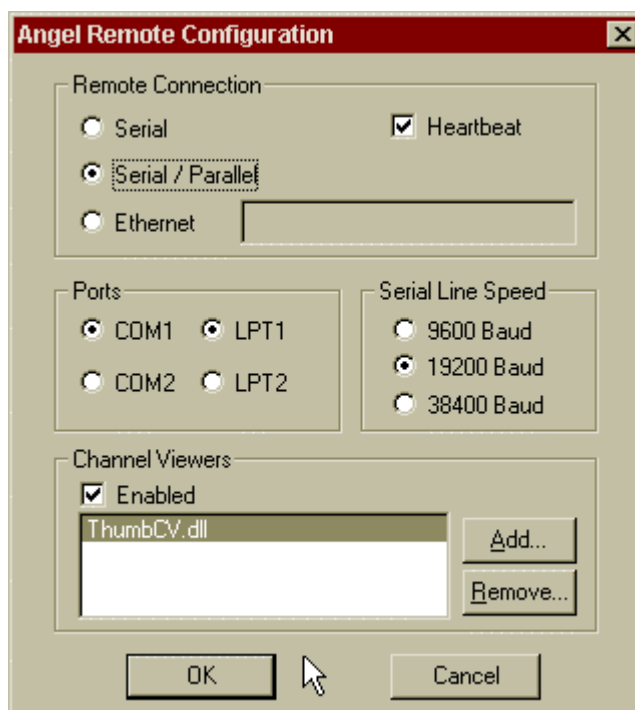 Angel Remote Configuration
Remote Connection
Serial
Heartbeat
Serial / Parallel
Ethernet
Ports
Serial Line Speed
COM1
LPT1
9600 Baud
19200 Baud
COM2
LPT2
38400 Baud
Channel Viewers
Enabled
ThumbCV.dll
Add...
Remove...
OK
Cancel